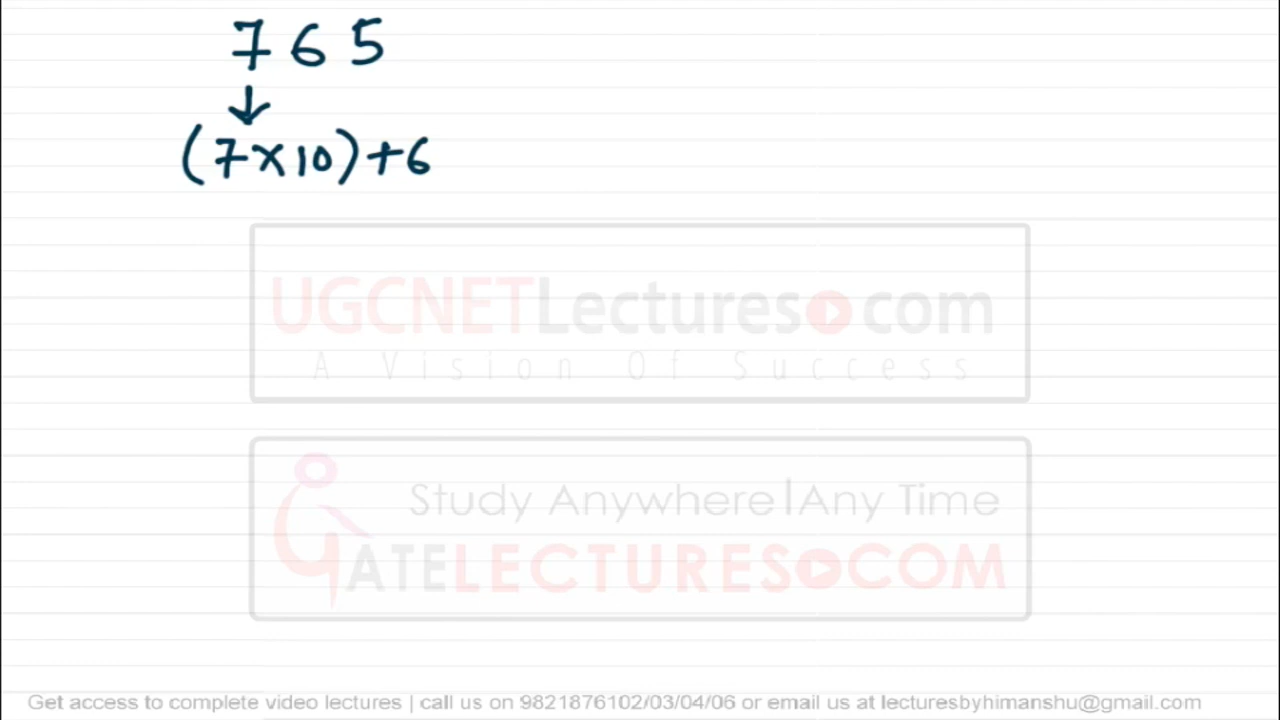 7 6 5
↓
(7×10)+6
UGCNETLectures.com
A Vision Of Success
Study Anywhere|Any Time
GATELECTURES.COM
Get access to complete video lectures | call us on 9821876102/03/04/06 or email us at lecturesbyhimanshu@gmail.com